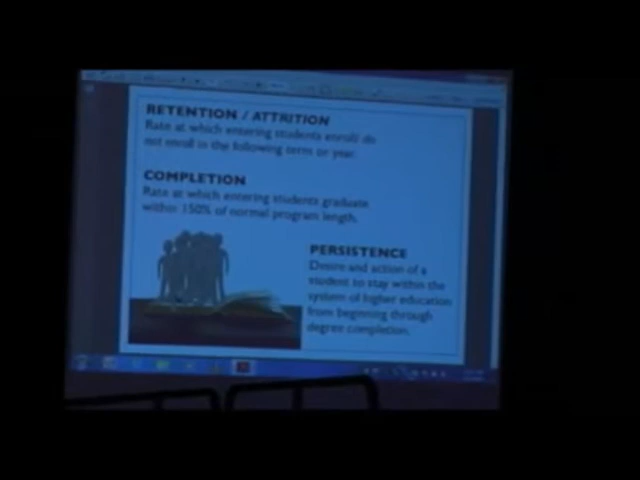 RETENTION / ATTRITION
Rate at which entering students enroll/ do
not enroll in the following term or year.
COMPLETION
Rate at which entering students graduate
within 150% of normal program length.
PERSISTENCE
Desire and action of a
student to stay within the
system of higher education
from beginning through
degree completion.